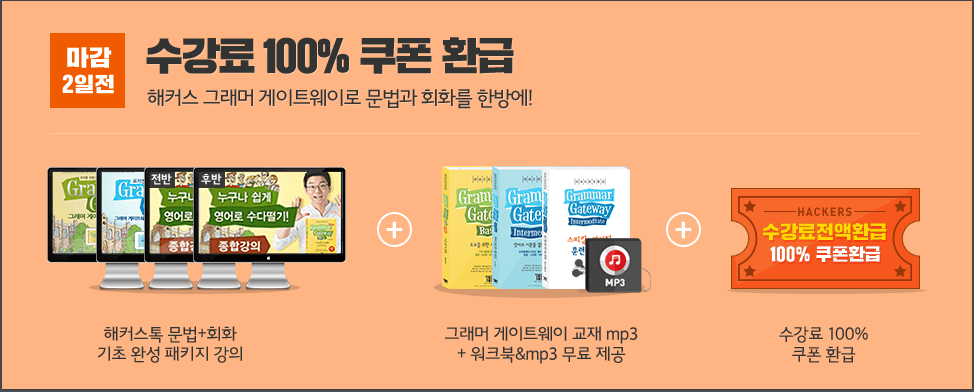 마감
2일전
수강료 100% 쿠폰 환급
해커스 그래머 게이트웨이로 문법과 회화를 한방에!
전반
후반
누구나 쉽게
영어로 수다떨기!
종합강의
Grammar
Gateway
Intermediate
MP3
HACKERS
수강료전액환급
100% 쿠폰환급
해커스톡 문법+회화
기초 완성 패키지 강의
그래머 게이트웨이 교재 mp3
+ 워크북&mp3 무료 제공
수강료 100%
쿠폰 환급